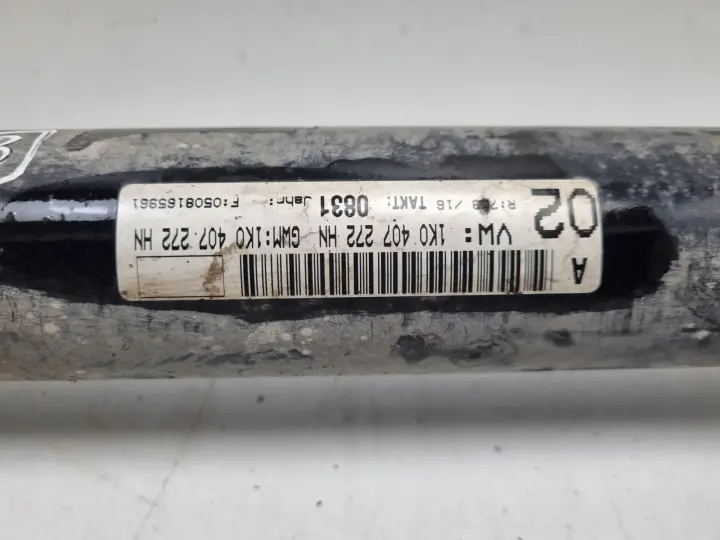 A
02
VW: 1K0 407 272 HN GWM:1K0 407 272 HN
/16 TAKT: 0831 Jahr: F:0508165961